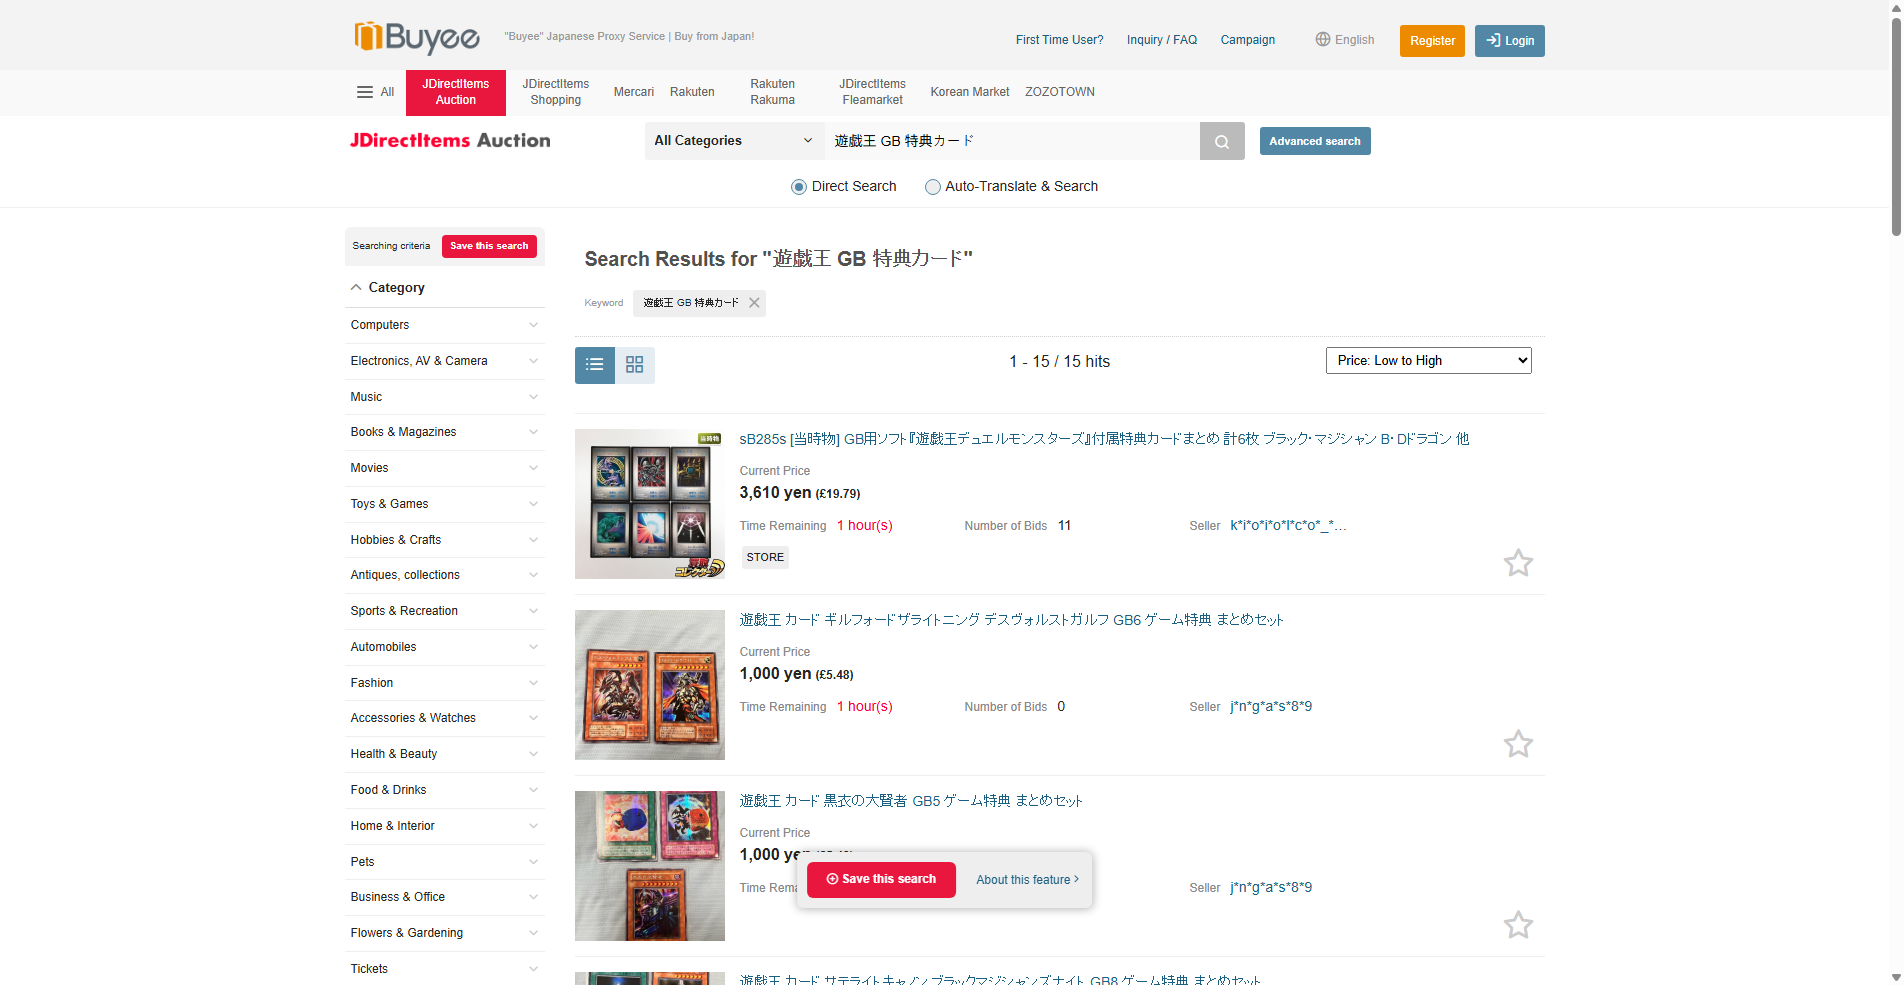 Buyee
"Buyee" Japanese Proxy Service | Buy from Japan!
First Time User?
Inquiry / FAQ
Campaign
English
Register
Login
All
JDirectItems Auction
JDirectItems Shopping
Mercari
Rakuten
Rakuten Rakuma
JDirectItems Fleamarket
Korean Market
ZOZOTOWN
JDirectItems Auction
All Categories
遊戯王 GB 特典カード
Advanced search
Direct Search
Auto-Translate & Search
Searching criteria
Save this search
Category
Computers
Electronics, AV & Camera
Music
Books & Magazines
Movies
Toys & Games
Hobbies & Crafts
Antiques, collections
Sports & Recreation
Automobiles
Fashion
Accessories & Watches
Health & Beauty
Food & Drinks
Home & Interior
Pets
Business & Office
Flowers & Gardening
Tickets
Search Results for "遊戯王 GB 特典カード"
Keyword
遊戯王 GB 特典カード
1 - 15 / 15 hits
Price: Low to High
当時物
sB285s [当時物] GB用ソフト『遊戯王デュエルモンスターズ』付属特典カードまとめ 計6枚 ブラック・マジシャン B・Dドラゴン 他
Current Price
3,610 yen (£19.79)
Time Remaining 1 hour(s)
Number of Bids 11
Seller k*i*o*i*o*l*c*o*_*...
STORE
遊戯王 カード ギルフォードザライトニング デスヴォルストガルフ GB6 ゲーム特典 まとめセット
Current Price
1,000 yen (£5.48)
Time Remaining 1 hour(s)
Number of Bids 0
Seller j*n*g*a*s*8*9
遊戯王 カード 黒衣の大賢者 GB5 ゲーム特典 まとめセット
Current Price
1,000
Time
Seller j*n*g*a*s*8*9
Save this search
About this feature
遊戯王 カード サテライトキャノン ブラックマジシャンズナイト GB8 ゲーム特典 まとめセット